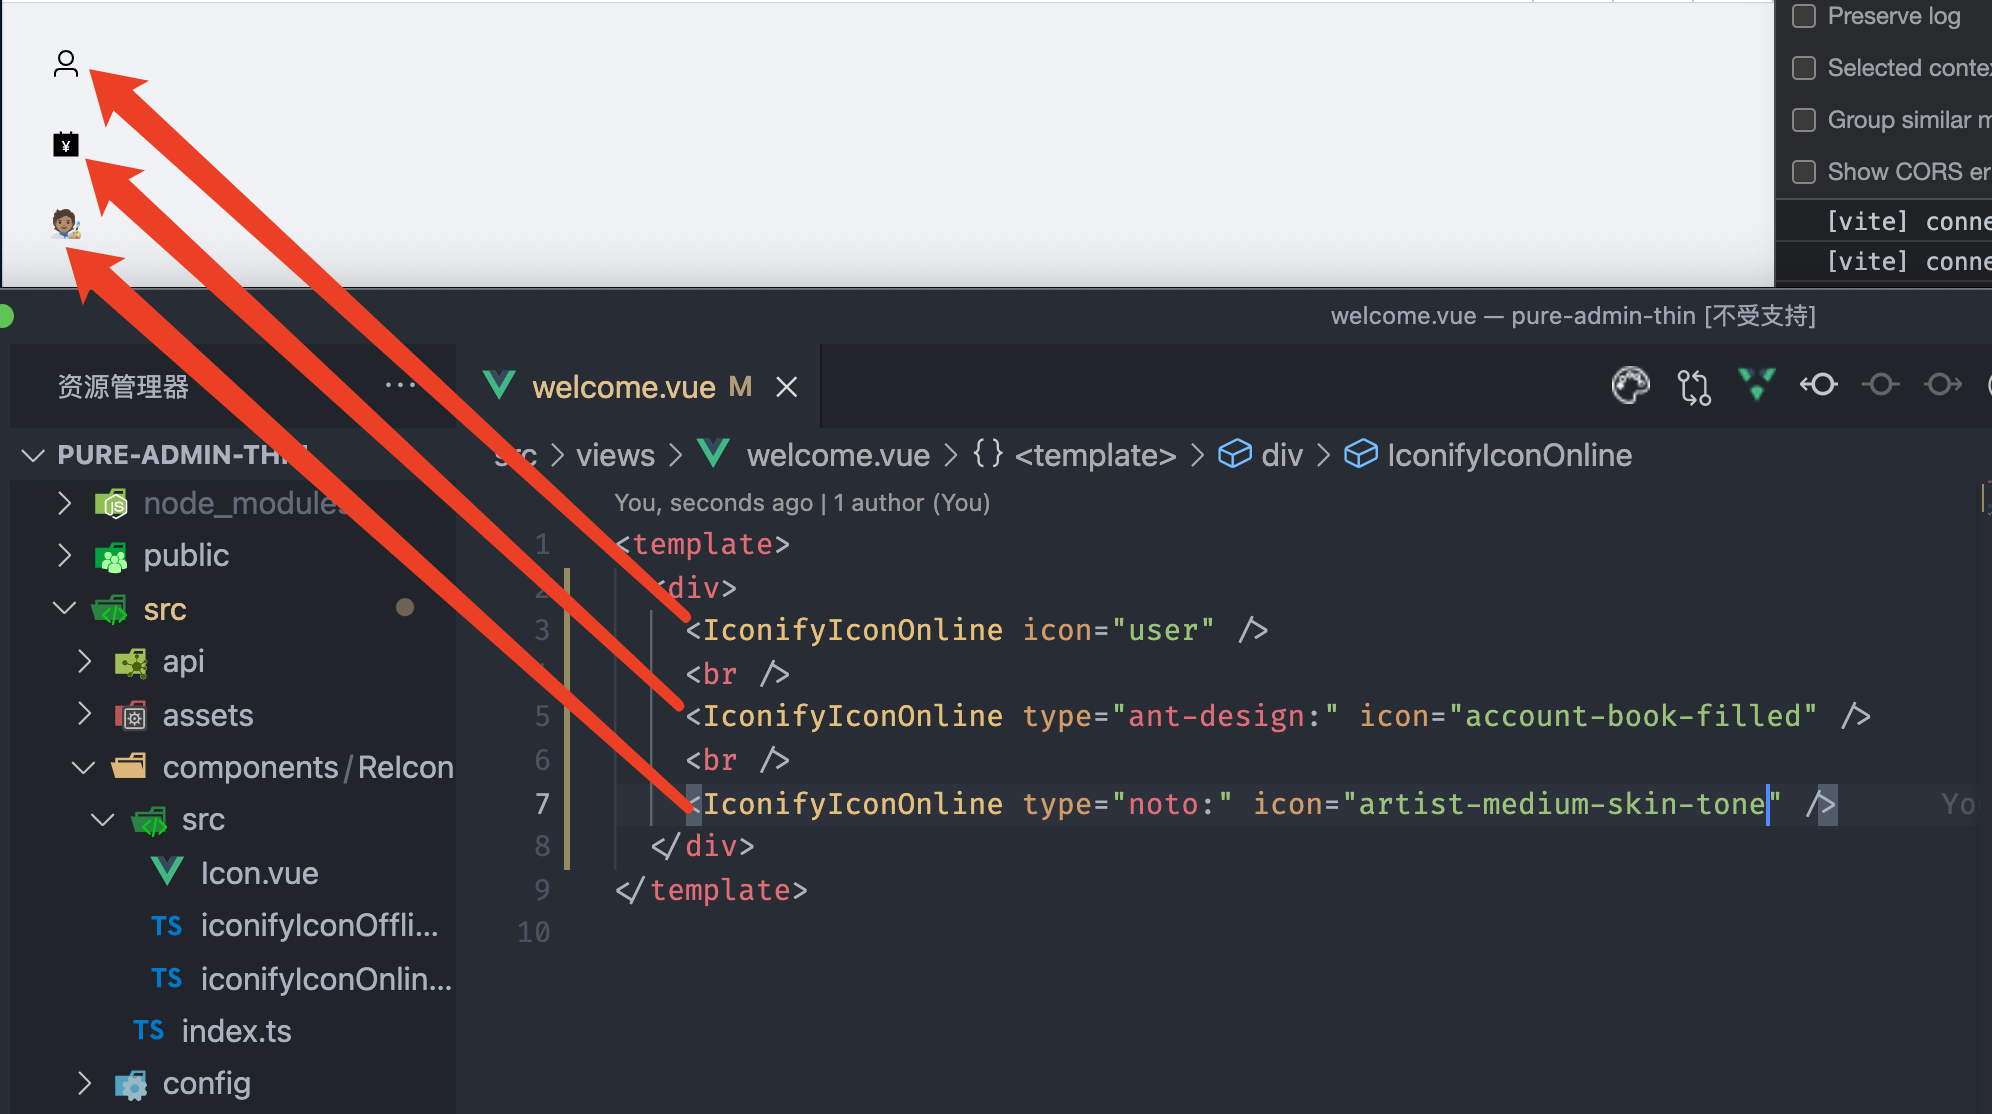 Preserve log
Selected conte
Group similar m
Show CORS er
¥
[vite] conne
[vite] conne
welcome.vue — pure-admin-thin [不受支持]
资源管理器 ···
welcome.vue M
PURE-ADMIN-THI
src > views > welcome.vue > {} <template> > div > IconifyIconOnline
node_modules
public
src
api
assets
components/ReIcon
src
Icon.vue
TS iconifyIconOffli...
TS iconifyIconOnlin...
TS index.ts
config
You, seconds ago | 1 author (You)
1 <template>
2 <div>
3 <IconifyIconOnline icon="user" />
<br />
5 <IconifyIconOnline type="ant-design:" icon="account-book-filled" />
6 <br />
7 <IconifyIconOnline type="noto:" icon="artist-medium-skin-tone" /> Yo
8 </div>
9 </template>
10